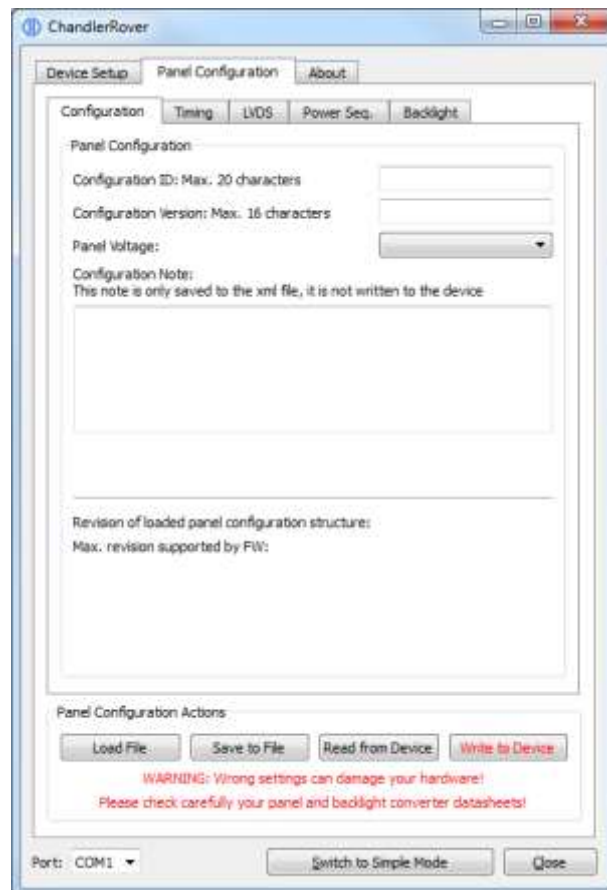 ChandlerRover
Device Setup Panel Configuration About
Configuration Timing LVDS Power Seq. Backlight
Panel Configuration
Configuration ID: Max. 20 characters
Configuration Version: Max. 16 characters
Panel Voltage:
Configuration Note:
This note is only saved to the xml file, it is not written to the device
Revision of loaded panel configuration structure:
Max. revision supported by FW:
Panel Configuration Actions
Load File Save to File Read from Device Write to Device
WARNING: Wrong settings can damage your hardware!
Please check carefully your panel and backlight converter datasheets!
Port: COM1 Switch to Simple Mode Close